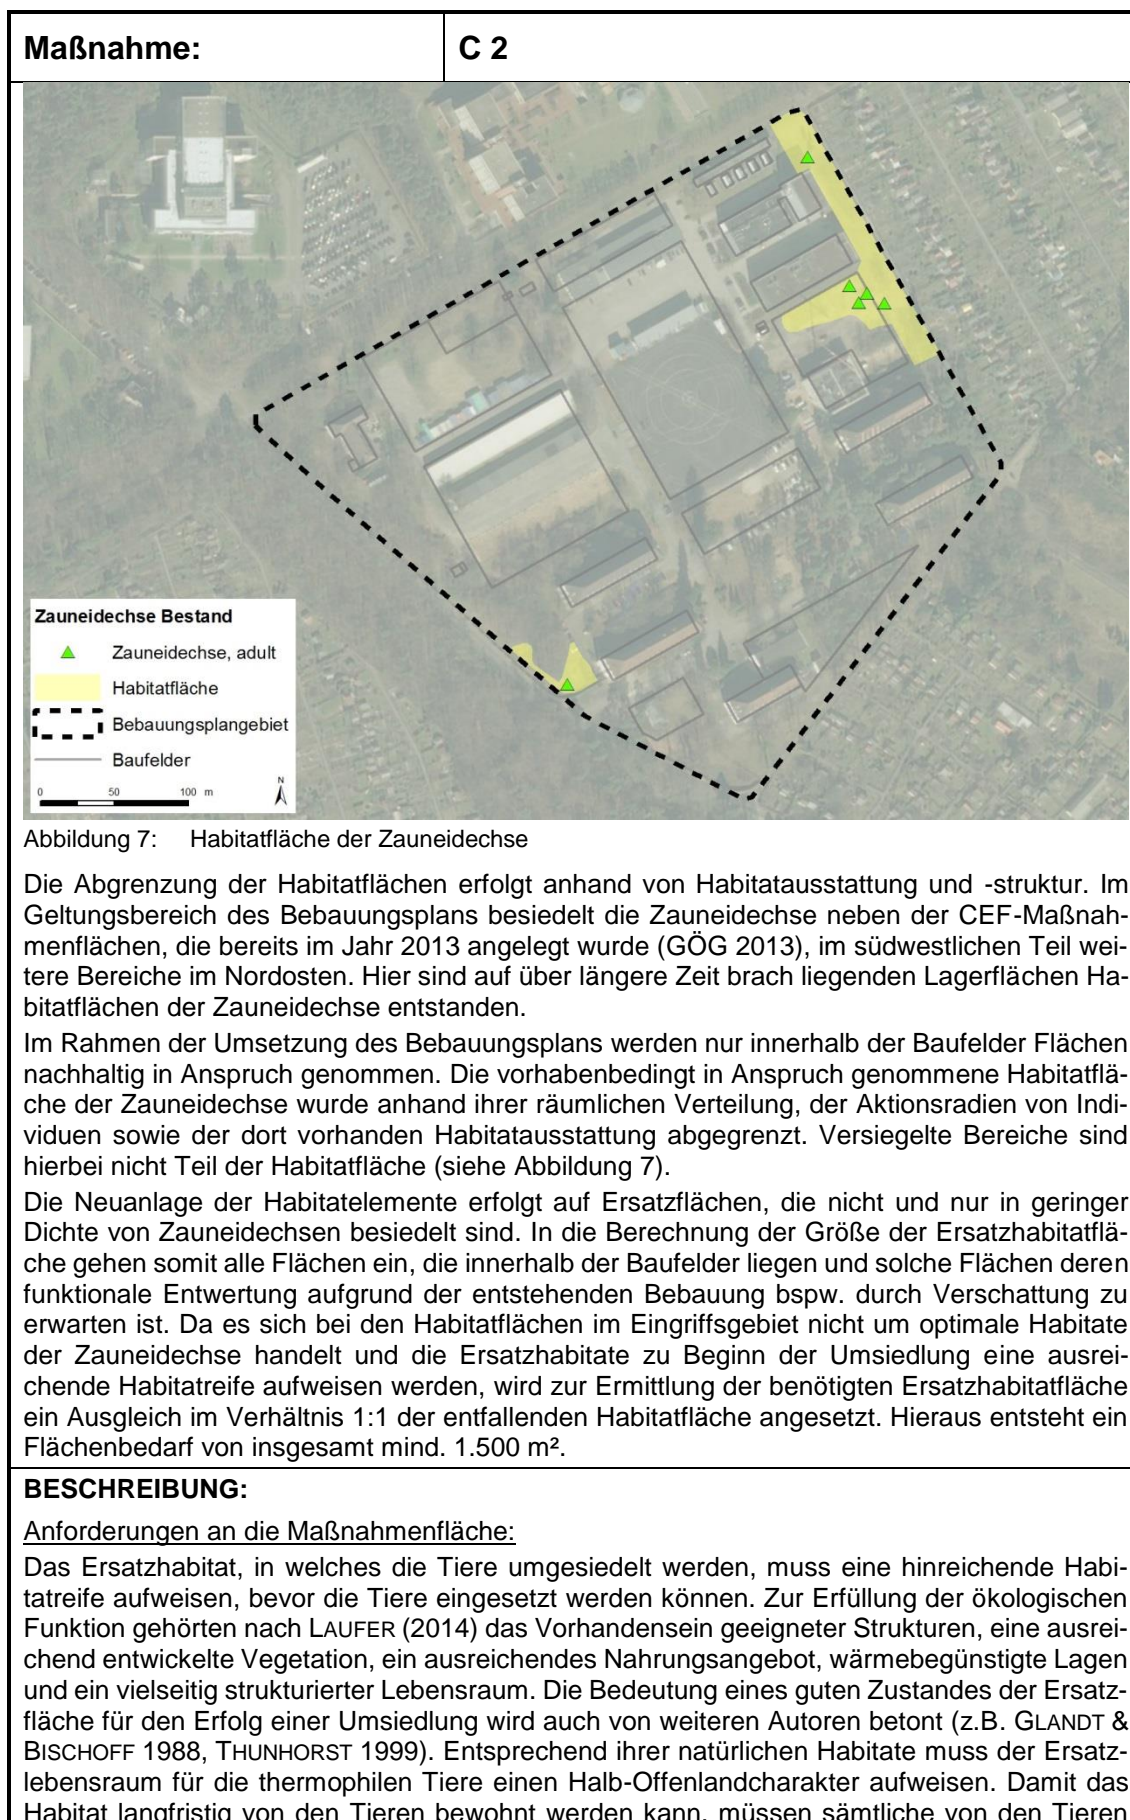 Maßnahme: C 2
Zauneidechse Bestand
Zauneidechse, adult
Habitatfläche
Bebauungsplangebiet
Baufelder
0 50 100 m N
Abbildung 7: Habitatfläche der Zauneidechse
Die Abgrenzung der Habitatflächen erfolgt anhand von Habitatausstattung und -struktur. Im
Geltungsbereich des Bebauungsplans besiedelt die Zauneidechse neben der CEF-Maßnah-
menflächen, die bereits im Jahr 2013 angelegt wurde (GÖG 2013), im südwestlichen Teil wei-
tere Bereiche im Nordosten. Hier sind auf über längere Zeit brach liegenden Lagerflächen Ha-
bitatflächen der Zauneidechse entstanden.
Im Rahmen der Umsetzung des Bebauungsplans werden nur innerhalb der Baufelder Flächen
nachhaltig in Anspruch genommen. Die vorhabenbedingt in Anspruch genommene Habitatflä-
che der Zauneidechse wurde anhand ihrer räumlichen Verteilung, der Aktionsradien von Indi-
viduen sowie der dort vorhanden Habitatausstattung abgegrenzt. Versiegelte Bereiche sind
hierbei nicht Teil der Habitatfläche (siehe Abbildung 7).
Die Neuanlage der Habitatelemente erfolgt auf Ersatzflächen, die nicht und nur in geringer
Dichte von Zauneidechsen besiedelt sind. In die Berechnung der Größe der Ersatzhabitatflä-
che gehen somit alle Flächen ein, die innerhalb der Baufelder liegen und solche Flächen deren
funktionale Entwertung aufgrund der entstehenden Bebauung bspw. durch Verschattung zu
erwarten ist. Da es sich bei den Habitatflächen im Eingriffsgebiet nicht um optimale Habitate
der Zauneidechse handelt und die Ersatzhabitate zu Beginn der Umsiedlung eine ausrei-
chende Habitatreife aufweisen werden, wird zur Ermittlung der benötigten Ersatzhabitatfläche
ein Ausgleich im Verhältnis 1:1 der entfallenden Habitatfläche angesetzt. Hieraus entsteht ein
Flächenbedarf von insgesamt mind. 1.500 m².
BESCHREIBUNG:
Anforderungen an die Maßnahmenfläche:
Das Ersatzhabitat, in welches die Tiere umgesiedelt werden, muss eine hinreichende Habi-
tatreife aufweisen, bevor die Tiere eingesetzt werden können. Zur Erfüllung der ökologischen
Funktion gehörten nach LAUFER (2014) das Vorhandensein geeigneter Strukturen, eine ausrei-
chend entwickelte Vegetation, ein ausreichendes Nahrungsangebot, wärmebegünstigte Lagen
und ein vielseitig strukturierter Lebensraum. Die Bedeutung eines guten Zustandes der Ersatz-
fläche für den Erfolg einer Umsiedlung wird auch von weiteren Autoren betont (z.B. GLANDT &
BISCHOFF 1988, THUNHORST 1999). Entsprechend ihrer natürlichen Habitate muss der Ersatz-
lebensraum für die thermophilen Tiere einen Halb-Offenlandcharakter aufweisen. Damit das
Habitat langfristig von den Tieren bewohnt werden kann, müssen sämtliche von den Tieren